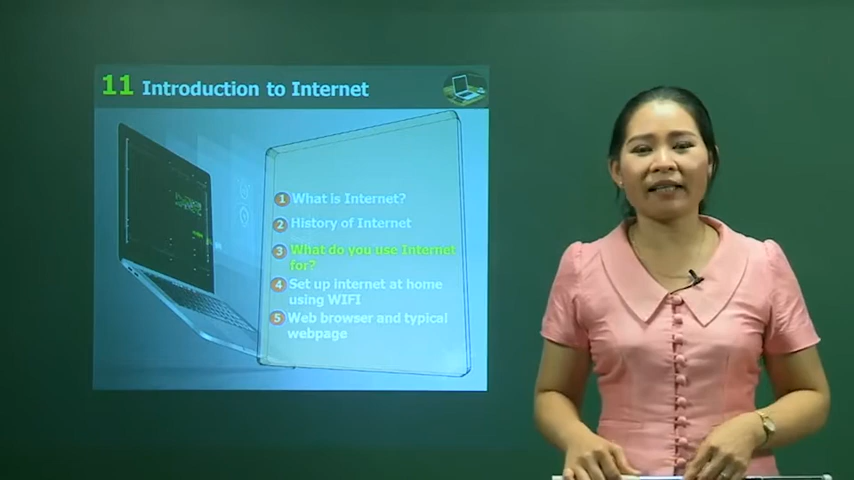 11 Introduction to Internet
1 What is Internet?
2 History of Internet
3 What do you use Internet
for?
4 Set up internet at home
using WIFI
5 Web browser and typical
webpage